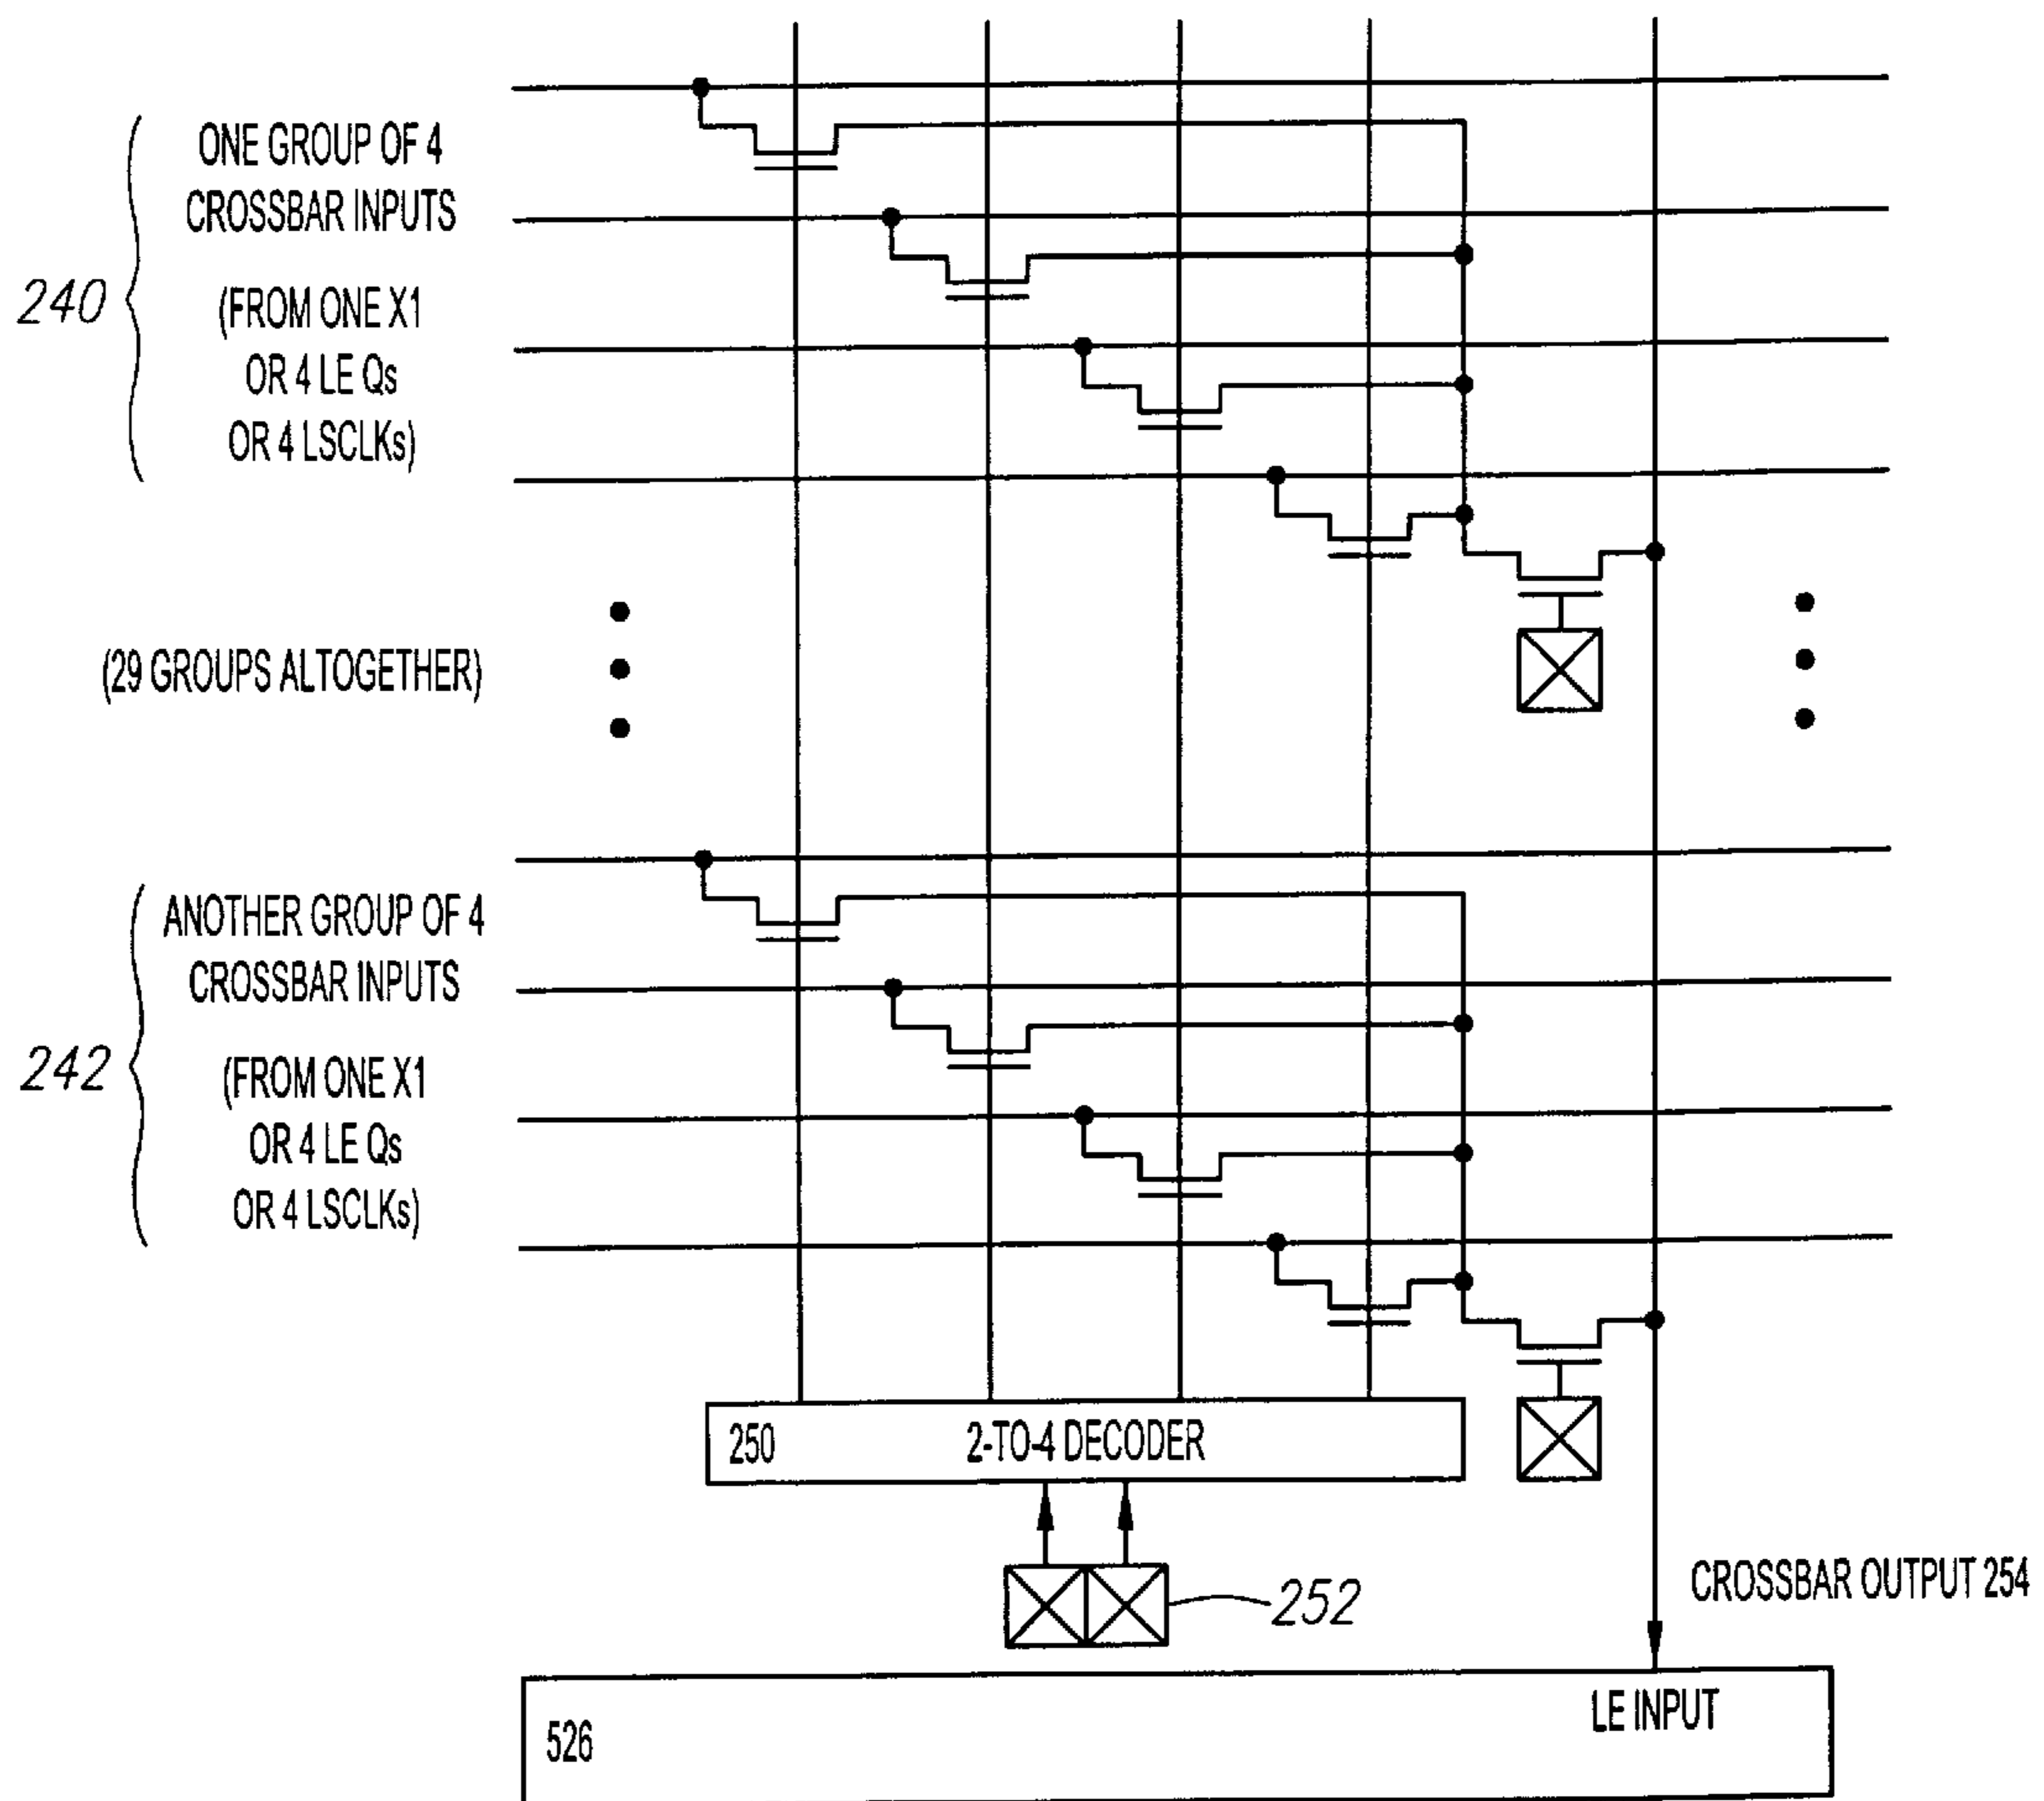 ONE GROUP OF 4
CROSSBAR INPUTS
240
(FROM ONE X1
OR 4 LE Qs
OR 4 LSCLKs)
(29 GROUPS ALTOGETHER)
ANOTHER GROUP OF 4
CROSSBAR INPUTS
242
(FROM ONE X1
OR 4 LE Qs
OR 4 LSCLKs)
250 2-TO-4 DECODER
252
CROSSBAR OUTPUT 254
LE INPUT
526